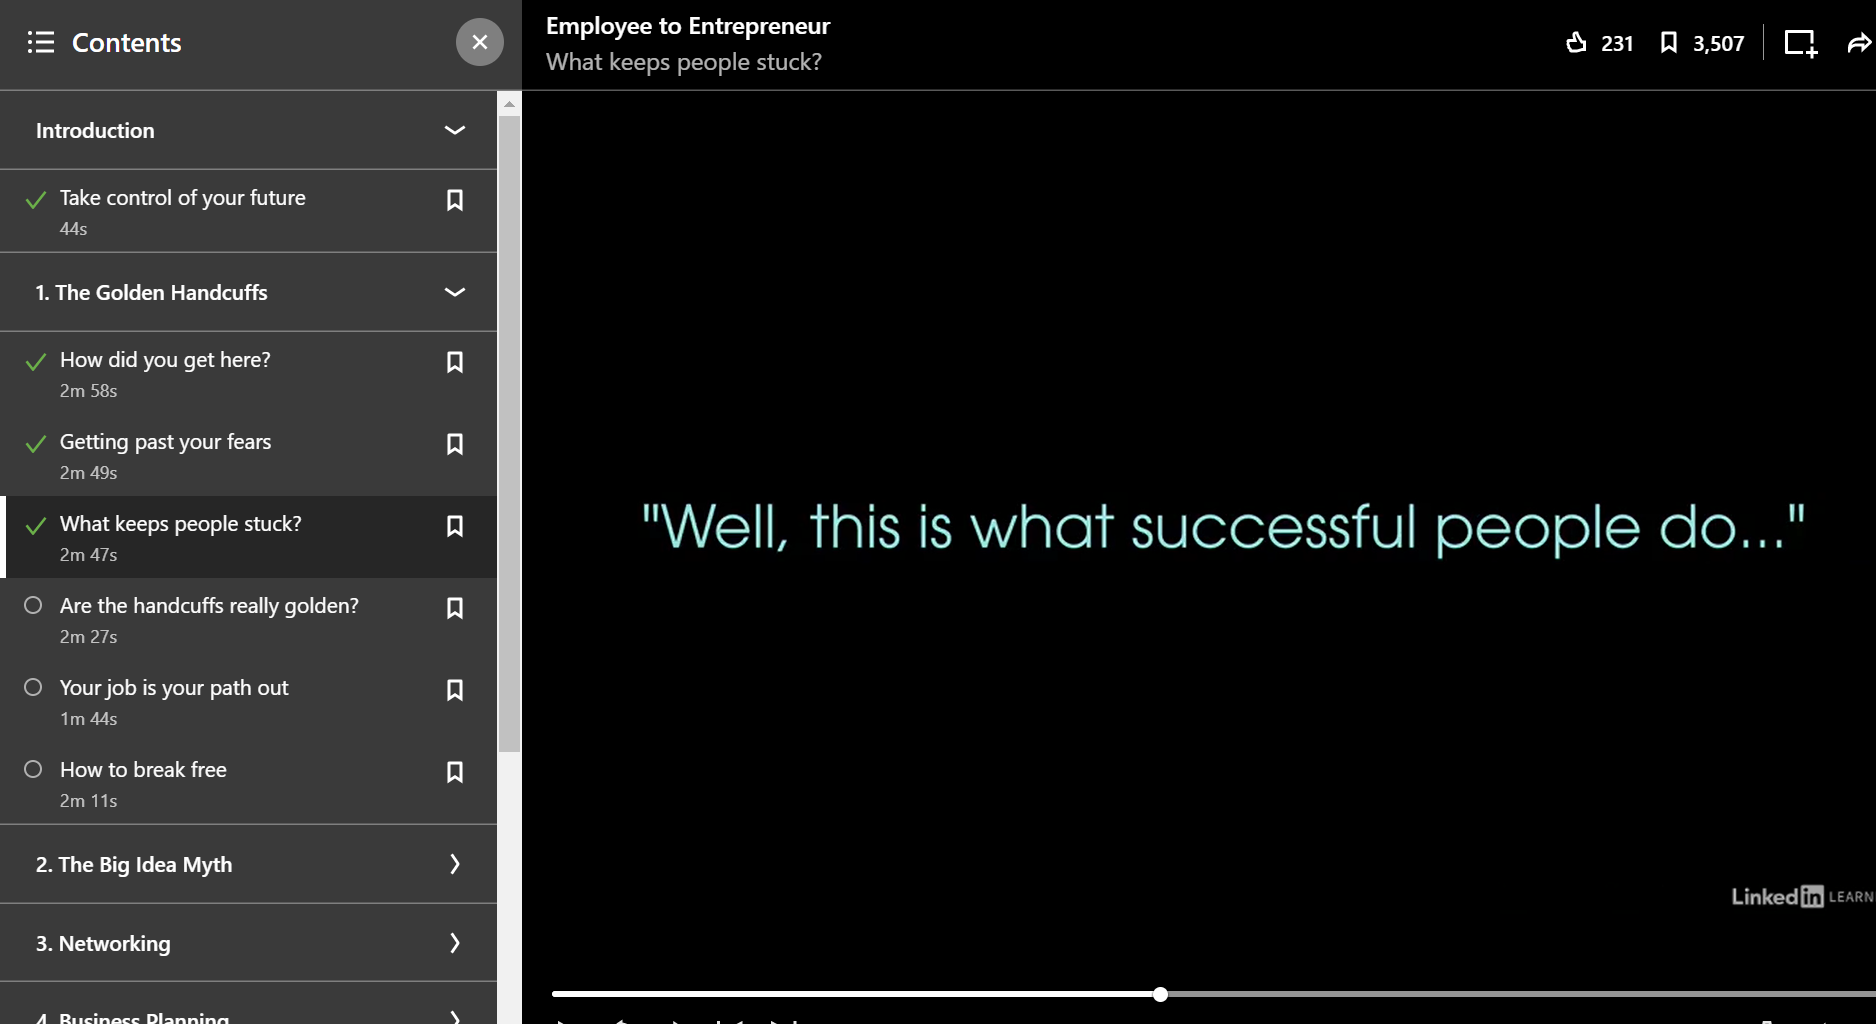 Contents
Introduction
Take control of your future
44s
1. The Golden Handcuffs
How did you get here?
2m 58s
Getting past your fears
2m 49s
What keeps people stuck?
2m 47s
Are the handcuffs really golden?
2m 27s
Your job is your path out
1m 44s
How to break free
2m 11s
2. The Big Idea Myth
3. Networking
4. Business Planning
Employee to Entrepreneur
What keeps people stuck?
231
3,507
"Well, this is what successful people do..."
Linked in LEARN